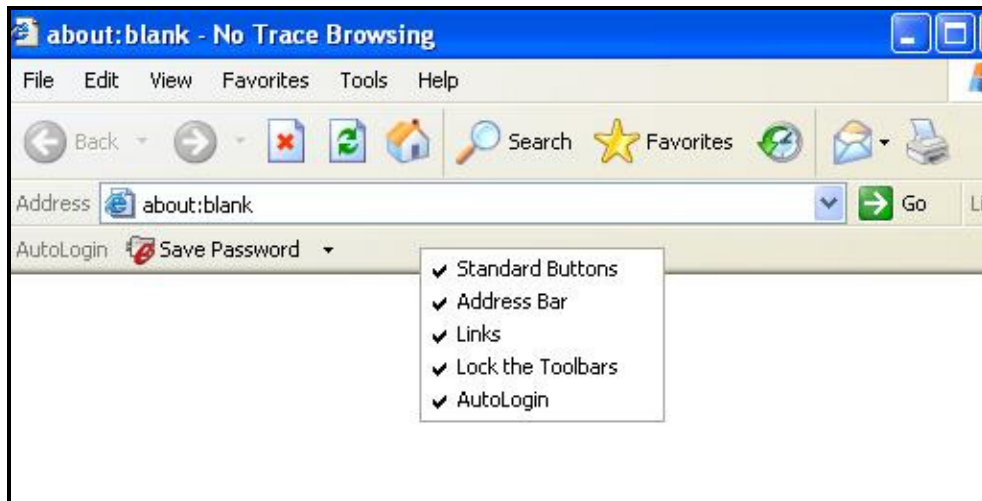 about:blank - No Trace Browsing
File Edit View Favorites Tools Help
Back Search Favorites
Address about:blank Go
AutoLogin Save Password
Standard Buttons
Address Bar
Links
Lock the Toolbars
AutoLogin